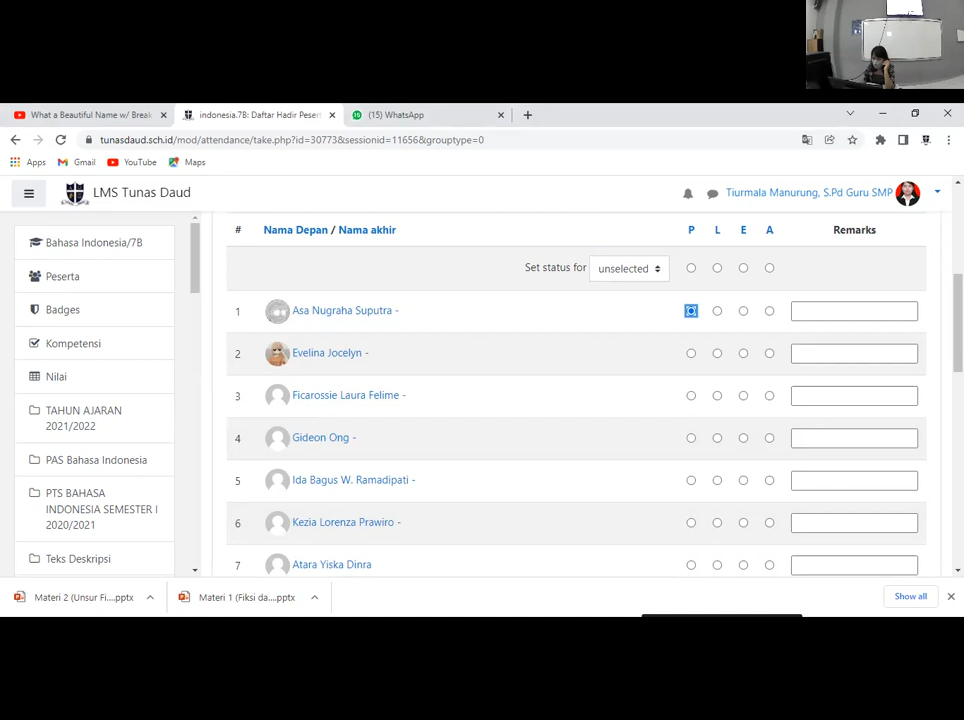 What a Beautiful Name w/ Break
indonesia.7B: Daftar Hadir Pesert
(15) WhatsApp
tunasdaud.sch.id/mod/attendance/take.php?id=30773&sessionid=11656&grouptype=0
Apps Gmail YouTube Maps
LMS Tunas Daud
Tiurmala Manurung, S.Pd Guru SMP
Bahasa Indonesia/7B
Peserta
Badges
Kompetensi
Nilai
TAHUN AJARAN
2021/2022
PAS Bahasa Indonesia
PTS BAHASA
INDONESIA SEMESTER I
2020/2021
Teks Deskripsi
# Nama Depan / Nama akhir P L E A Remarks
Set status for unselected
1 Asa Nugraha Suputra -
2 Evelina Jocelyn -
3 Ficarossie Laura Felime -
4 Gideon Ong -
5 Ida Bagus W. Ramadipati -
6 Kezia Lorenza Prawiro -
7 Atara Yiska Dinra
Materi 2 (Unsur Fi....pptx
Materi 1 (Fiksi da....pptx
Show all